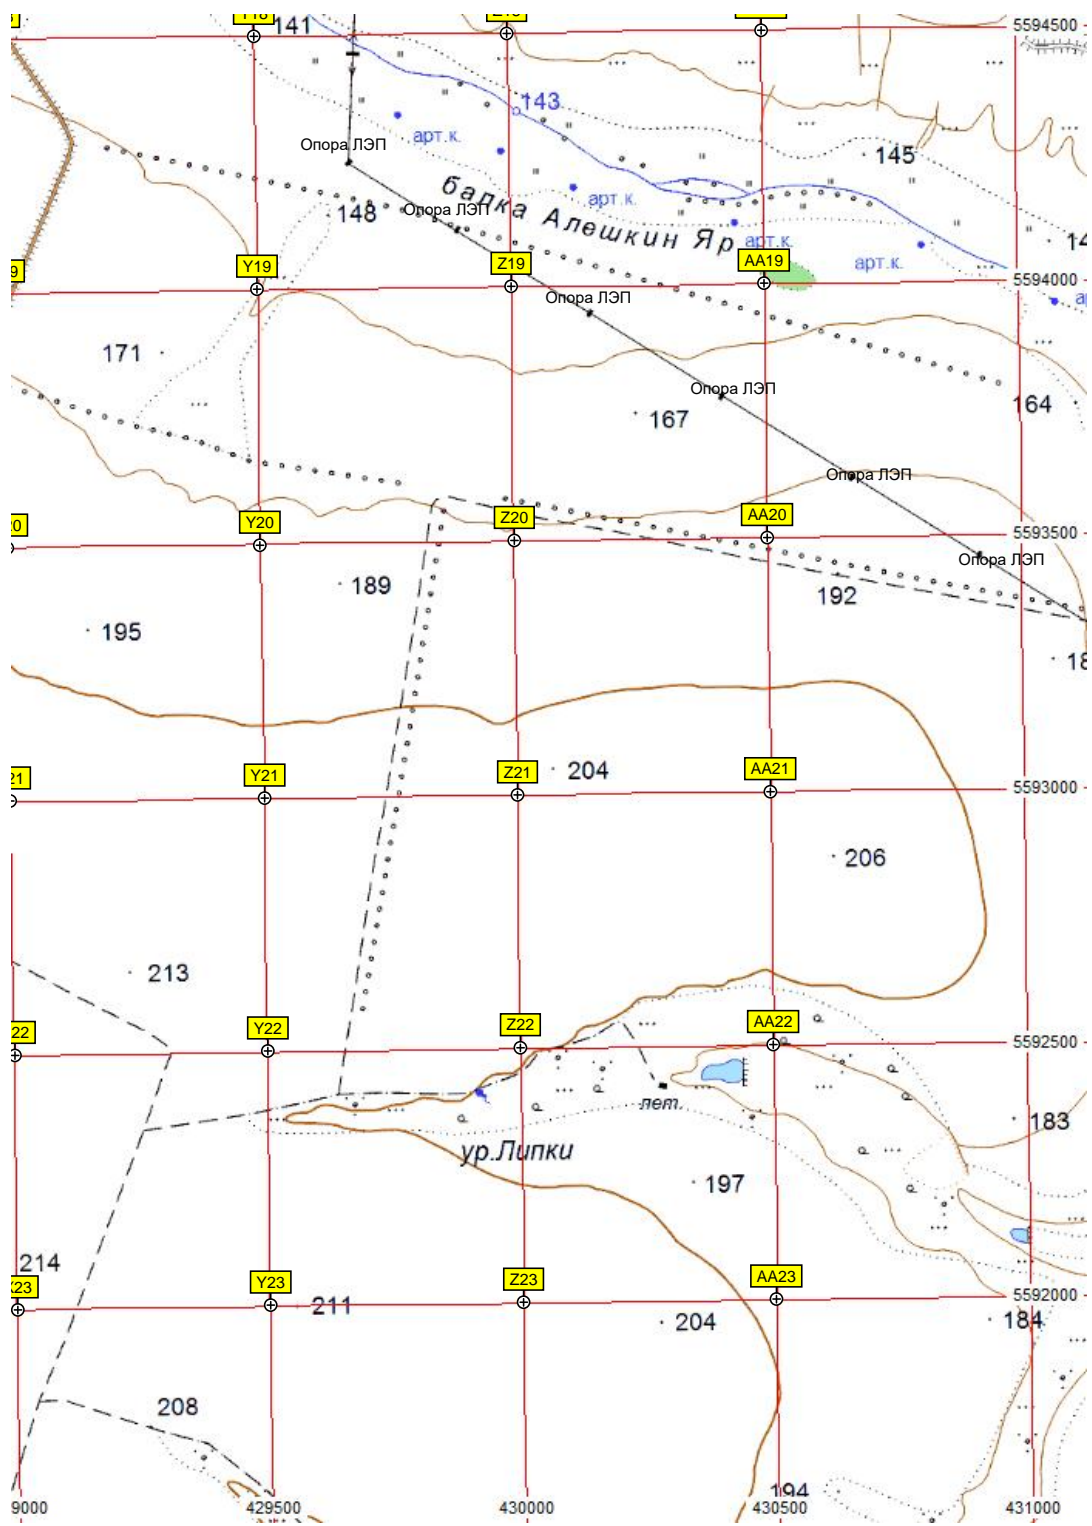 141
5594500
143
арт.к.
Опора ЛЭП
145
балка Алешкин Яр
арт.к.
148
Опора ЛЭП
арт.к.
арт.к.
Y19
Z19
AA19
5594000
Опора ЛЭП
171
Опора ЛЭП
164
167
Опора ЛЭП
Y20
Z20
AA20
5593500
Опора ЛЭП
189
192
195
Y21
Z21
AA21
204
5593000
206
213
Y22
Z22
AA22
5592500
лет.
183
ур.Липки
197
214
Y23
Z23
AA23
5592000
211
204
184
208
194
429500
430000
430500
431000